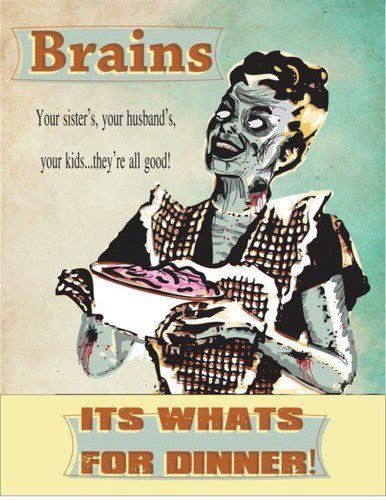 Brains
Your sister's, your husband's,
your kids...they're all good!
ITS WHATS
FOR DINNER!